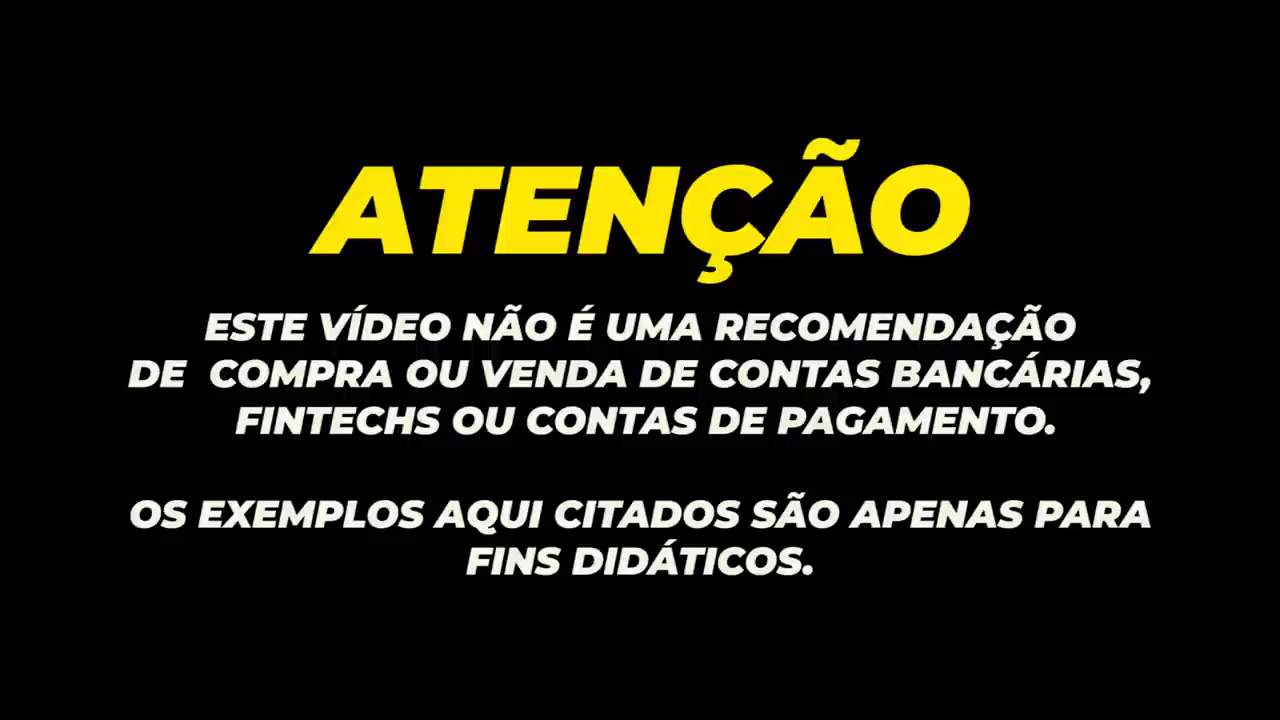 ATENÇÃO
ESTE VÍDEO NÃO É UMA RECOMENDAÇÃO
DE COMPRA OU VENDA DE CONTAS BANCÁRIAS,
FINTECHS OU CONTAS DE PAGAMENTO.
OS EXEMPLOS AQUI CITADOS SÃO APENAS PARA
FINS DIDÁTICOS.